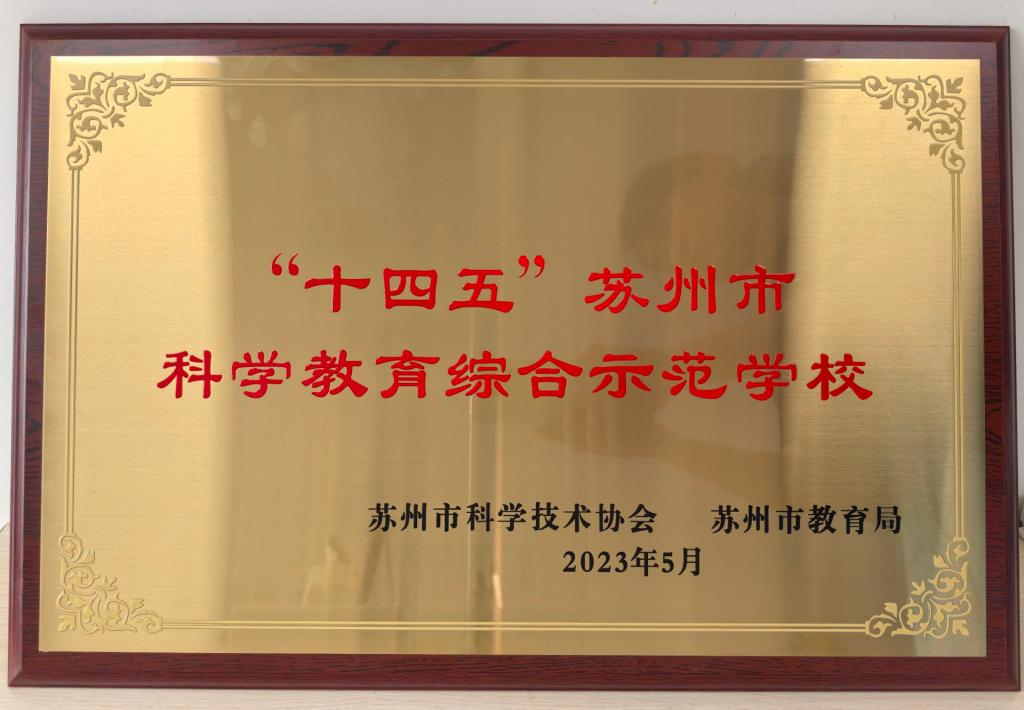 “十四五”苏州市
科学教育综合示范学校
苏州市科学技术协会 苏州市教育局
2023年5月